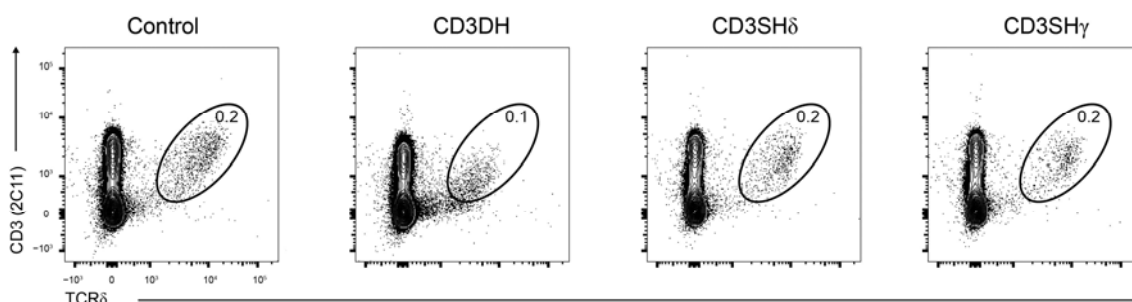 Control CD3DH CD3SHδ CD3SHγ
CD3 (2C11)
10⁵
10⁴
10³
0
−10³
0.2 0.1 0.2 0.2
−10³ 0 10³ 10⁴ 10⁵
TCRδ